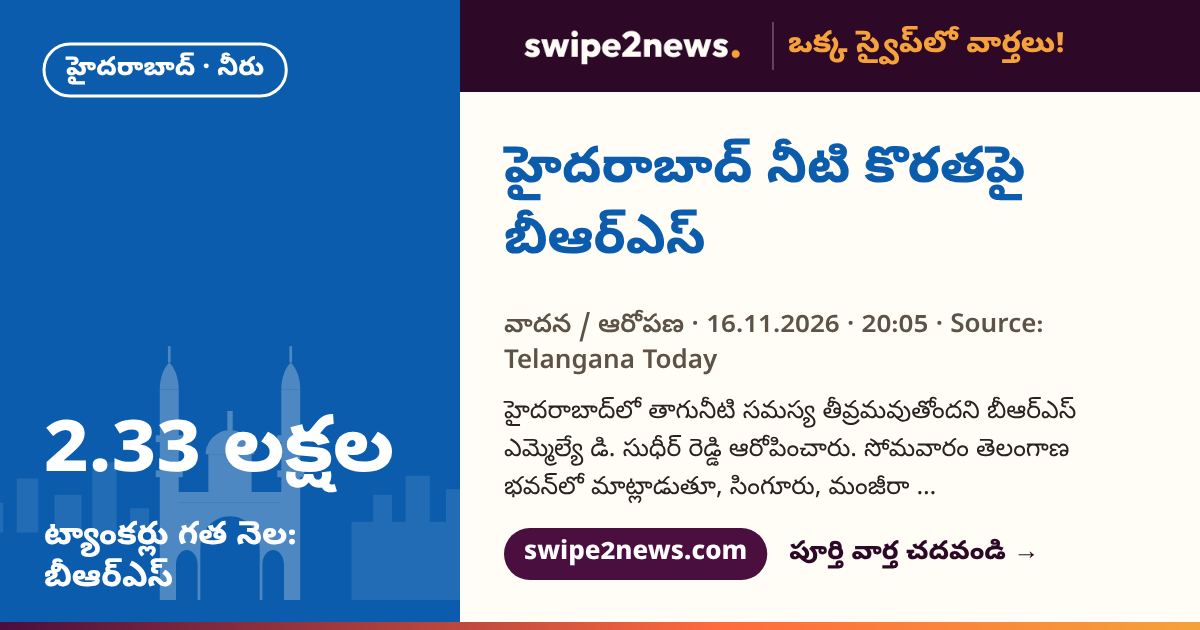 హైదరాబాద్ · నీరు
2.33 లక్షల
ట్యాంకర్లు గత నెల:
బీఆర్ఎస్
swipe2news.
ఒక్క స్వైప్‌లో వార్తలు!
హైదరాబాద్ నీటి కొరతపై
బీఆర్ఎస్
వాదన / ఆరోపణ · 16.11.2026 · 20:05 · Source:
Telangana Today
హైదరాబాద్‌లో తాగునీటి సమస్య తీవ్రమవుతోందని బీఆర్ఎస్
ఎమ్మెల్యే డి. సుధీర్ రెడ్డి ఆరోపించారు. సోమవారం తెలంగాణ
భవన్‌లో మాట్లాడుతూ, సింగూరు, మంజీరా ...
swipe2news.com
పూర్తి వార్త చదవండి →